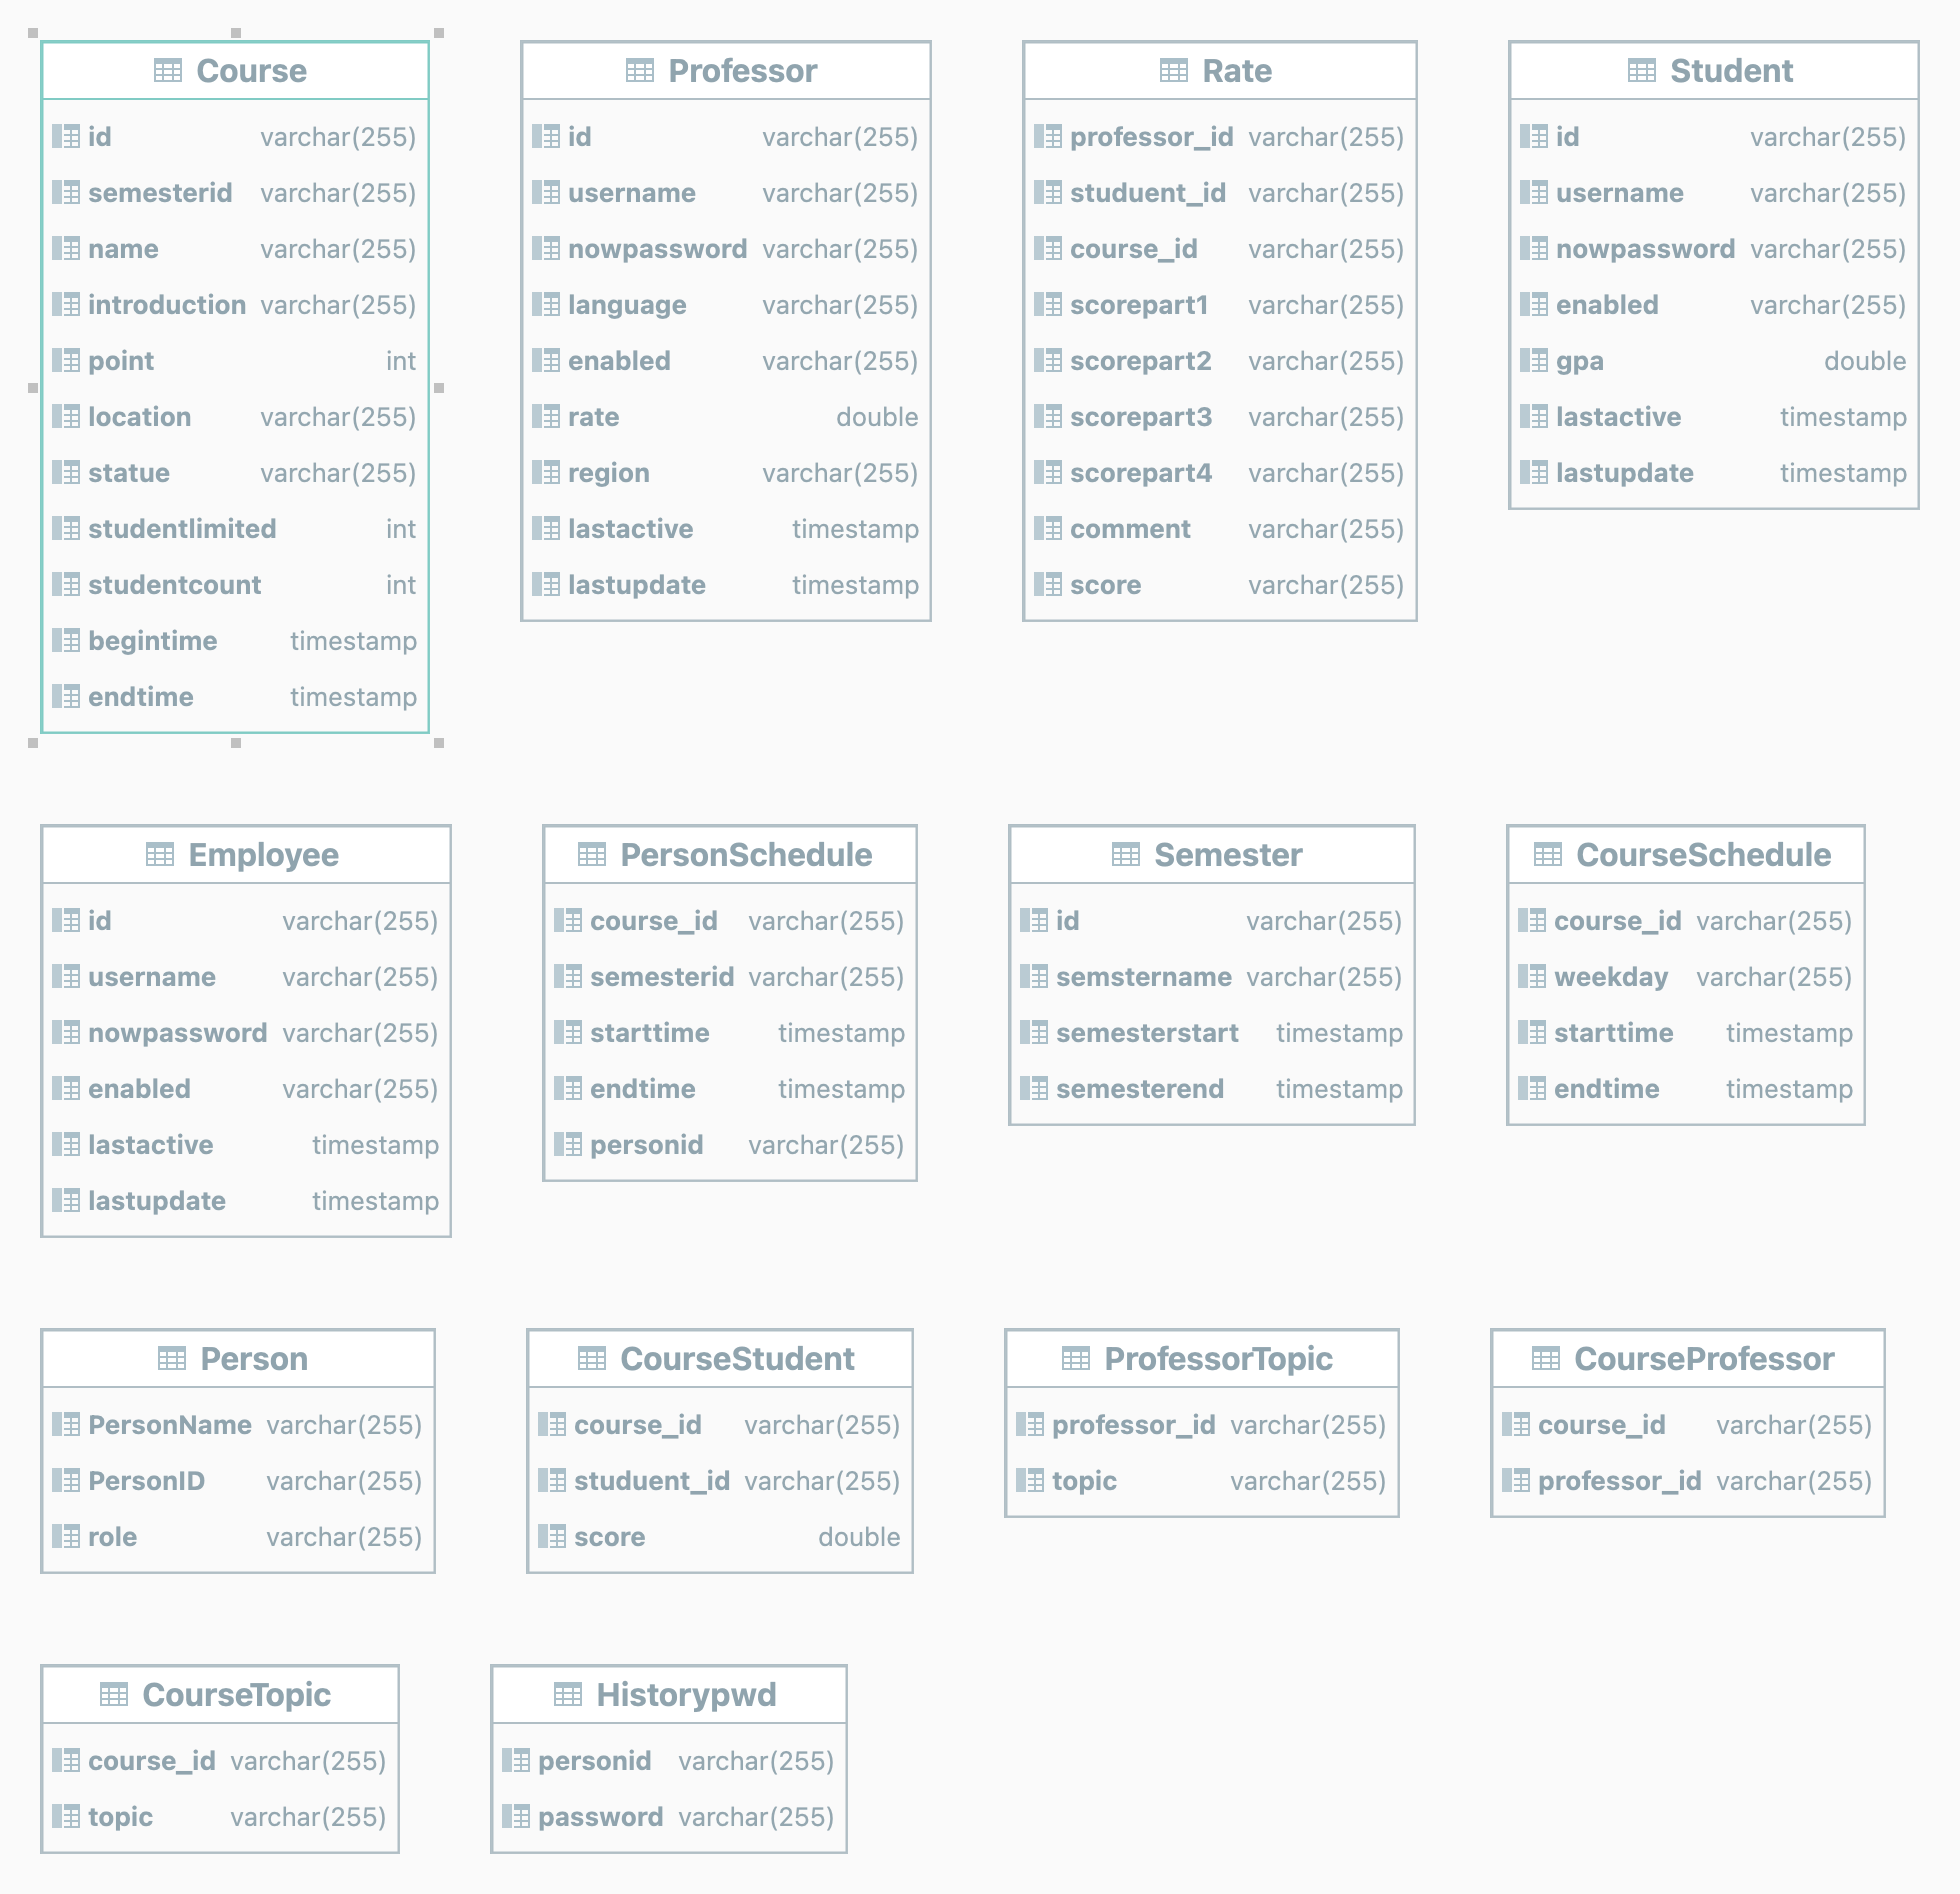 Course
id varchar(255)
semesterid varchar(255)
name varchar(255)
introduction varchar(255)
point int
location varchar(255)
statue varchar(255)
studentlimited int
studentcount int
begintime timestamp
endtime timestamp
Professor
id varchar(255)
username varchar(255)
nowpassword varchar(255)
language varchar(255)
enabled varchar(255)
rate double
region varchar(255)
lastactive timestamp
lastupdate timestamp
Rate
professor_id varchar(255)
studuent_id varchar(255)
course_id varchar(255)
scorepart1 varchar(255)
scorepart2 varchar(255)
scorepart3 varchar(255)
scorepart4 varchar(255)
comment varchar(255)
score varchar(255)
Student
id varchar(255)
username varchar(255)
nowpassword varchar(255)
enabled varchar(255)
gpa double
lastactive timestamp
lastupdate timestamp
Employee
id varchar(255)
username varchar(255)
nowpassword varchar(255)
enabled varchar(255)
lastactive timestamp
lastupdate timestamp
PersonSchedule
course_id varchar(255)
semesterid varchar(255)
starttime timestamp
endtime timestamp
personid varchar(255)
Semester
id varchar(255)
semstername varchar(255)
semesterstart timestamp
semesterend timestamp
CourseSchedule
course_id varchar(255)
weekday varchar(255)
starttime timestamp
endtime timestamp
Person
PersonName varchar(255)
PersonID varchar(255)
role varchar(255)
CourseStudent
course_id varchar(255)
studuent_id varchar(255)
score double
ProfessorTopic
professor_id varchar(255)
topic varchar(255)
CourseProfessor
course_id varchar(255)
professor_id varchar(255)
CourseTopic
course_id varchar(255)
topic varchar(255)
Historypwd
personid varchar(255)
password varchar(255)